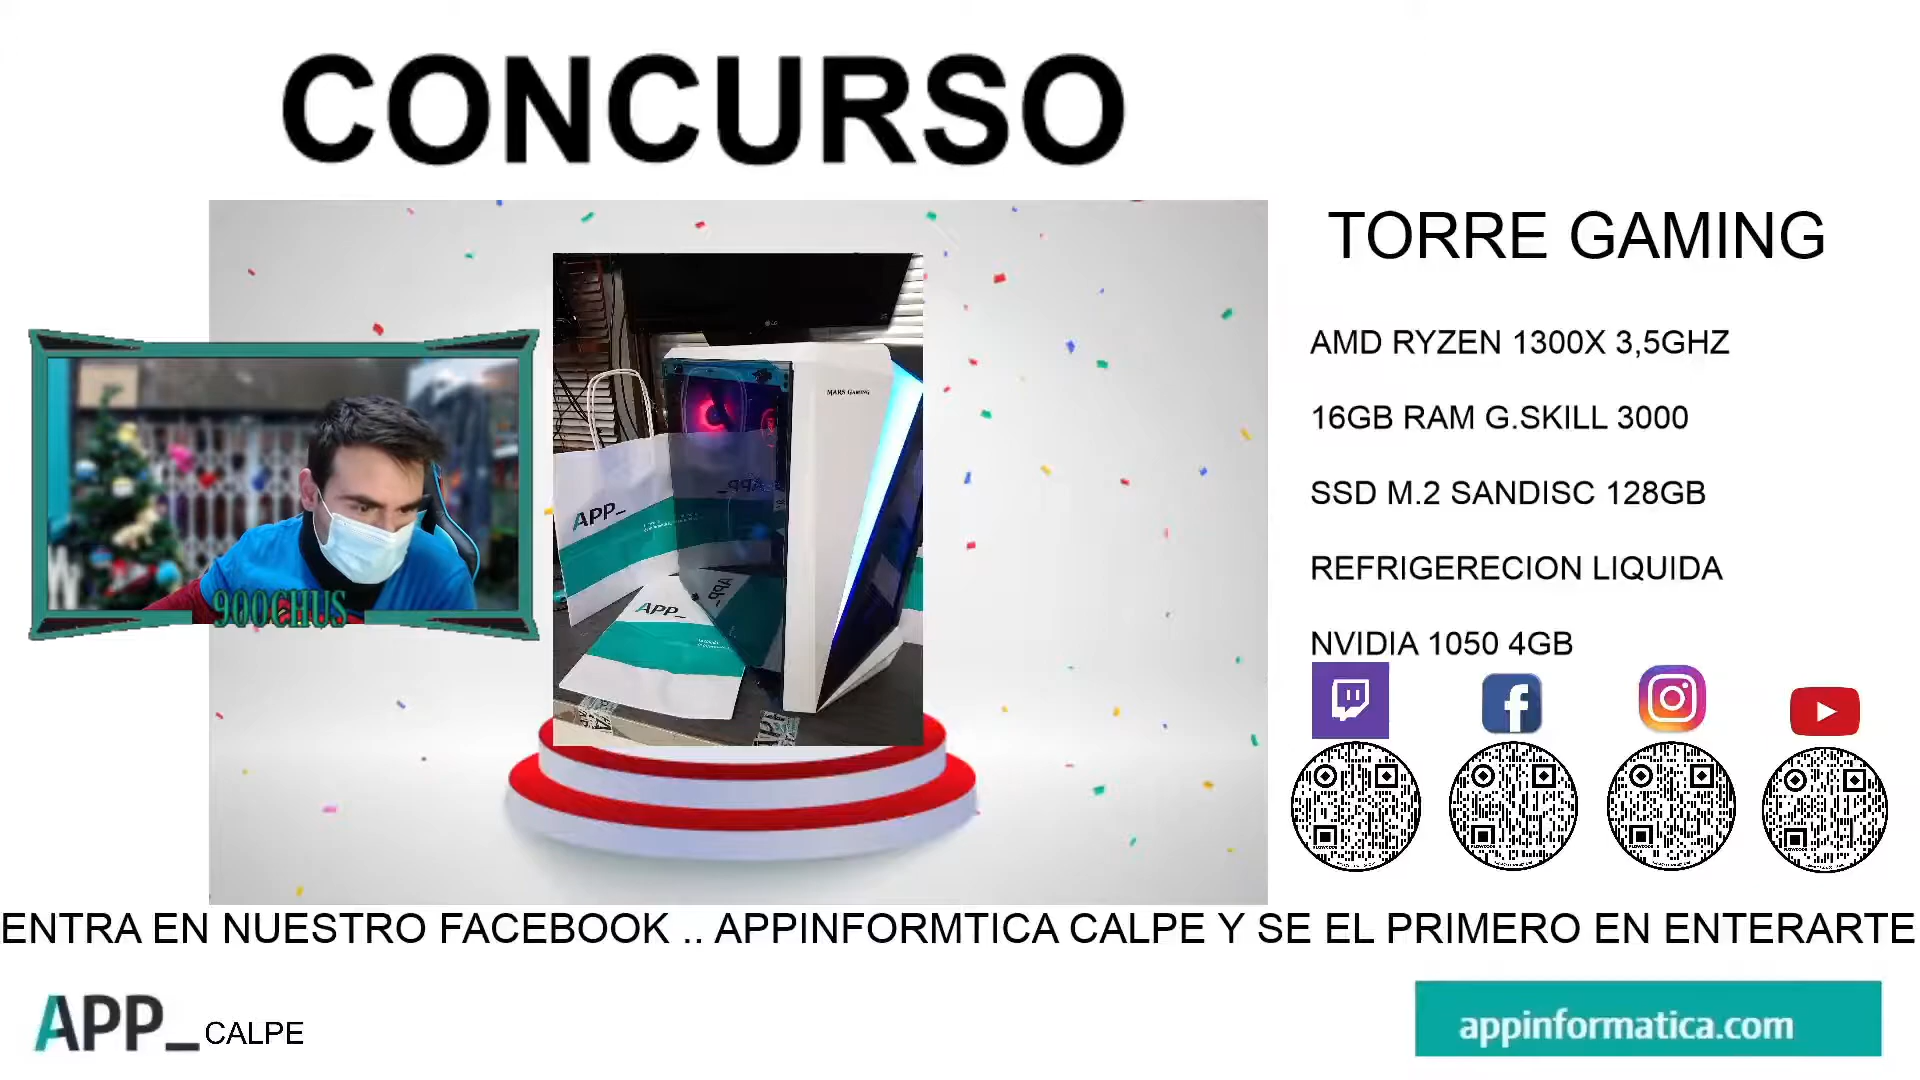 CONCURSO
TORRE GAMING
AMD RYZEN 1300X 3,5GHZ
16GB RAM G.SKILL 3000
SSD M.2 SANDISC 128GB
REFRIGERECION LIQUIDA
NVIDIA 1050 4GB
MARS GAMING
APP_
APP_
APP_
900CHUS
ENTRA EN NUESTRO FACEBOOK .. APPINFORMTICA CALPE Y SE EL PRIMERO EN ENTERARTE
APP_ CALPE
appinformatica.com